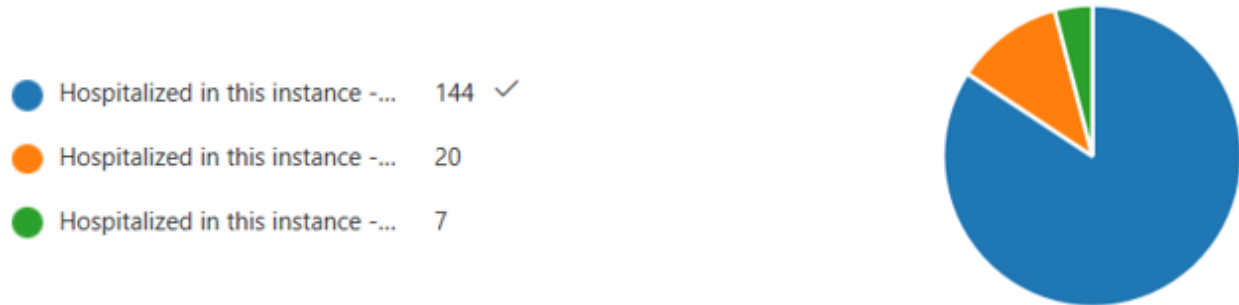 Hospitalized in this instance -... 144 ✓
Hospitalized in this instance -... 20
Hospitalized in this instance -... 7